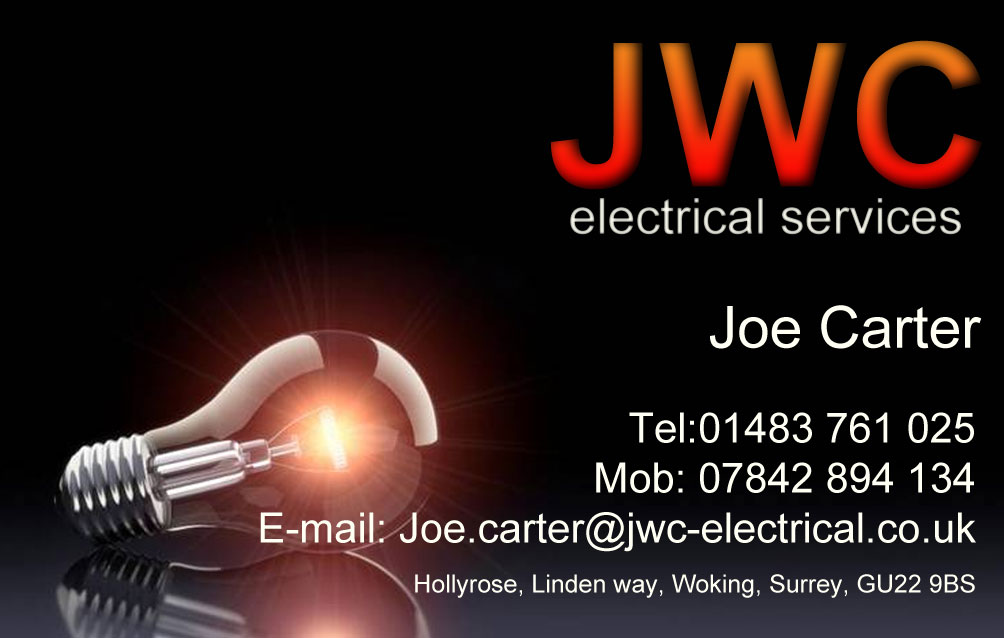 JWC
electrical services
Joe Carter
Tel:01483 761 025
Mob: 07842 894 134
E-mail: Joe.carter@jwc-electrical.co.uk
Hollyrose, Linden way, Woking, Surrey, GU22 9BS